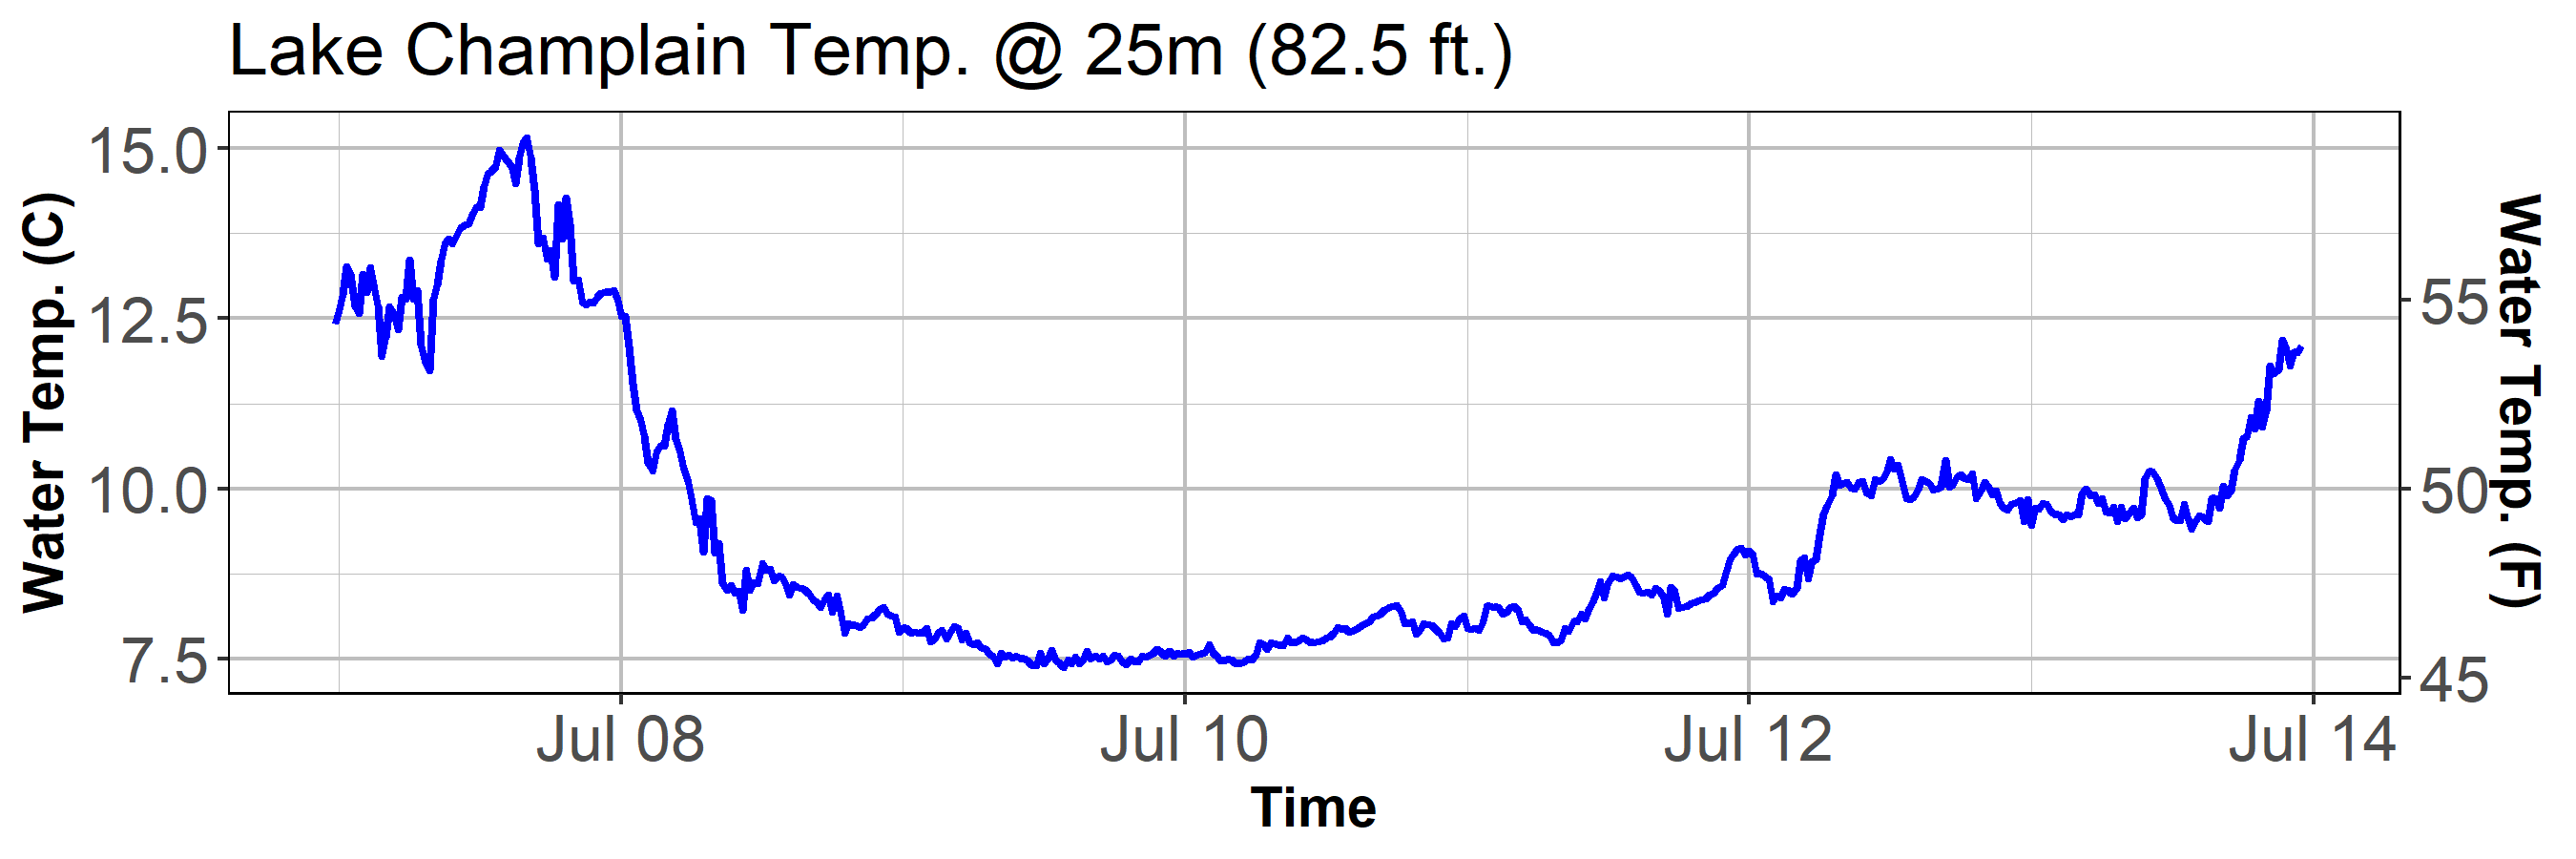 Lake Champlain Temp. @ 25m (82.5 ft.)
Water Temp. (C)
15.0
12.5
10.0
7.5
55
50
45
Water Temp. (F)
Jul 08
Jul 10
Jul 12
Jul 14
Time